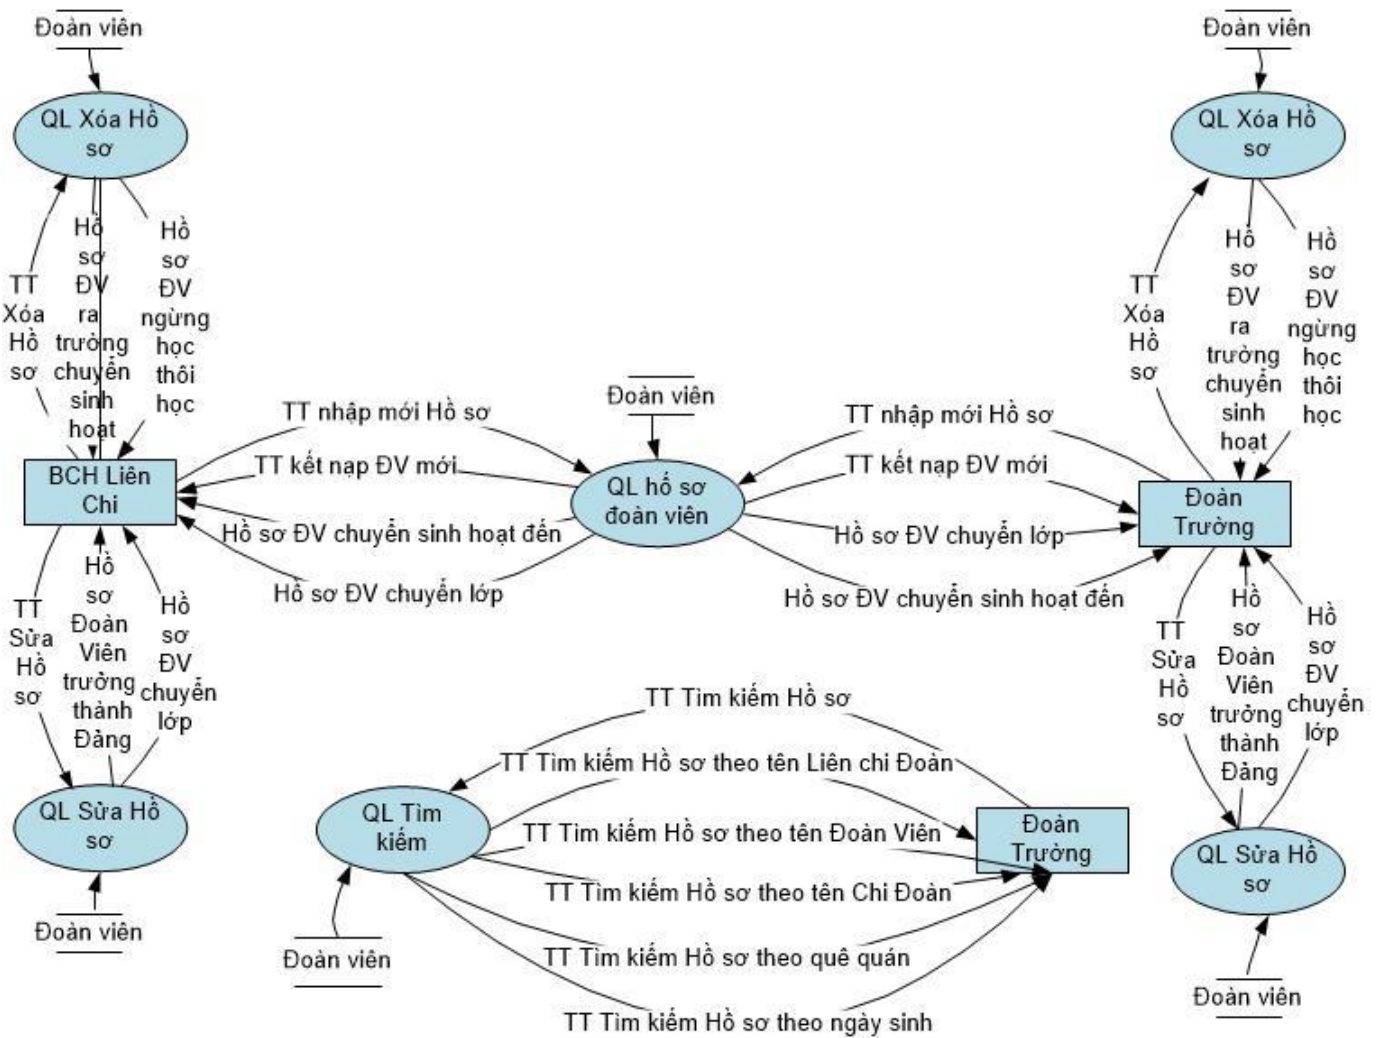 Đoàn viên
Đoàn viên
QL Xóa Hồ
sơ
QL Xóa Hồ
sơ
TT
Xóa
Hồ
sơ
Hồ
sơ
ĐV
ra
trường
chuyển
sinh
hoạt
Hồ
sơ
ĐV
ngừng
học
thôi
học
TT
Xóa
Hồ
sơ
Hồ
sơ
ĐV
ra
trường
chuyển
sinh
hoạt
Hồ
sơ
ĐV
ngừng
học
thôi
học
Đoàn viên
TT nhập mới Hồ sơ
TT nhập mới Hồ sơ
TT kết nạp ĐV mới
TT kết nạp ĐV mới
BCH Liên
Chi
QL hố sơ
đoàn viên
Đoàn
Trường
Hồ sơ ĐV chuyển sinh hoạt đến
Hồ sơ ĐV chuyển lớp
Hồ sơ ĐV chuyển lớp
Hồ sơ ĐV chuyển sinh hoạt đến
TT
Sửa
Hồ
sơ
Hồ
sơ
Đoàn
Viên
trưởng
thành
Đảng
Hồ
sơ
ĐV
chuyển
lớp
TT
Sửa
Hồ
sơ
Hồ
sơ
Đoàn
Viên
trưởng
thành
Đảng
Hồ
sơ
ĐV
chuyển
lớp
TT Tìm kiếm Hồ sơ
TT Tìm kiếm Hồ sơ theo tên Liên chi Đoàn
QL Sửa Hồ
sơ
QL Tìm
kiếm
TT Tìm kiếm Hồ sơ theo tên Đoàn Viên
Đoàn
Trường
QL Sửa Hồ
sơ
TT Tìm kiếm Hồ sơ theo tên Chi Đoàn
Đoàn viên
Đoàn viên
TT Tìm kiếm Hồ sơ theo quê quán
Đoàn viên
TT Tìm kiếm Hồ sơ theo ngày sinh